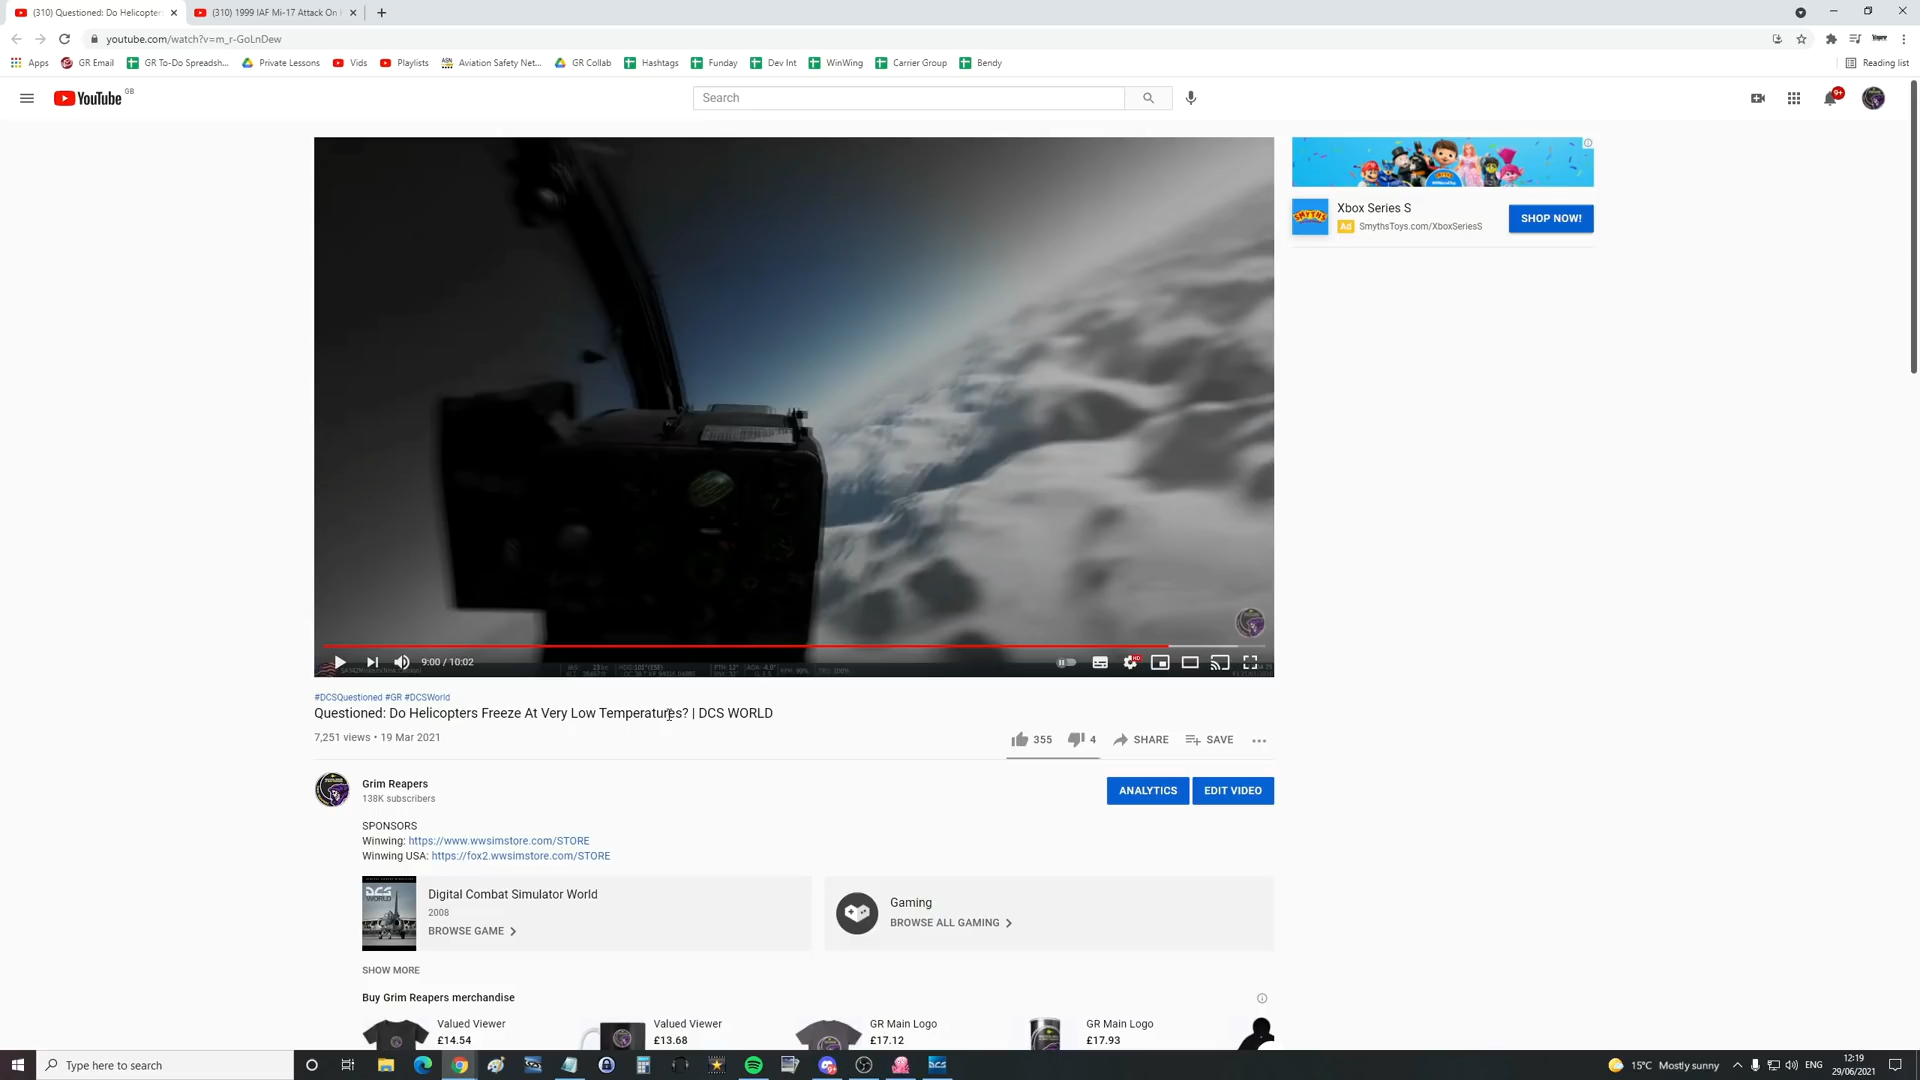 (310) Questioned: Do Helicopter
(310) 1999 IAF Mi-17 Attack On
youtube.com/watch?v=m_r-GoLnDew
Apps
GR Email
GR To-Do Spreadsh...
Private Lessons
Vids
Playlists
Aviation Safety Net...
GR Collab
Hashtags
Funday
Dev Int
WinWing
Carrier Group
Bendy
Reading list
YouTube GB
Search
9+
Xbox Series S
Ad SmythsToys.com/XboxSeriesS
SHOP NOW!
9:00 / 10:02
HD
#DCSQuestioned #GR #DCSWorld
Questioned: Do Helicopters Freeze At Very Low Temperatures? | DCS WORLD
7,251 views • 19 Mar 2021
355
4
SHARE
SAVE
Grim Reapers
138K subscribers
ANALYTICS
EDIT VIDEO
SPONSORS
Winwing: https://www.wwsimstore.com/STORE
Winwing USA: https://fox2.wwsimstore.com/STORE
DCS WORLD
Digital Combat Simulator World
2008
BROWSE GAME
Gaming
BROWSE ALL GAMING
SHOW MORE
Buy Grim Reapers merchandise
Valued Viewer
£14.54
Valued Viewer
£13.68
GR Main Logo
£17.12
GR Main Logo
£17.93
Type here to search
15°C Mostly sunny
ENG
12:19
29/06/2021